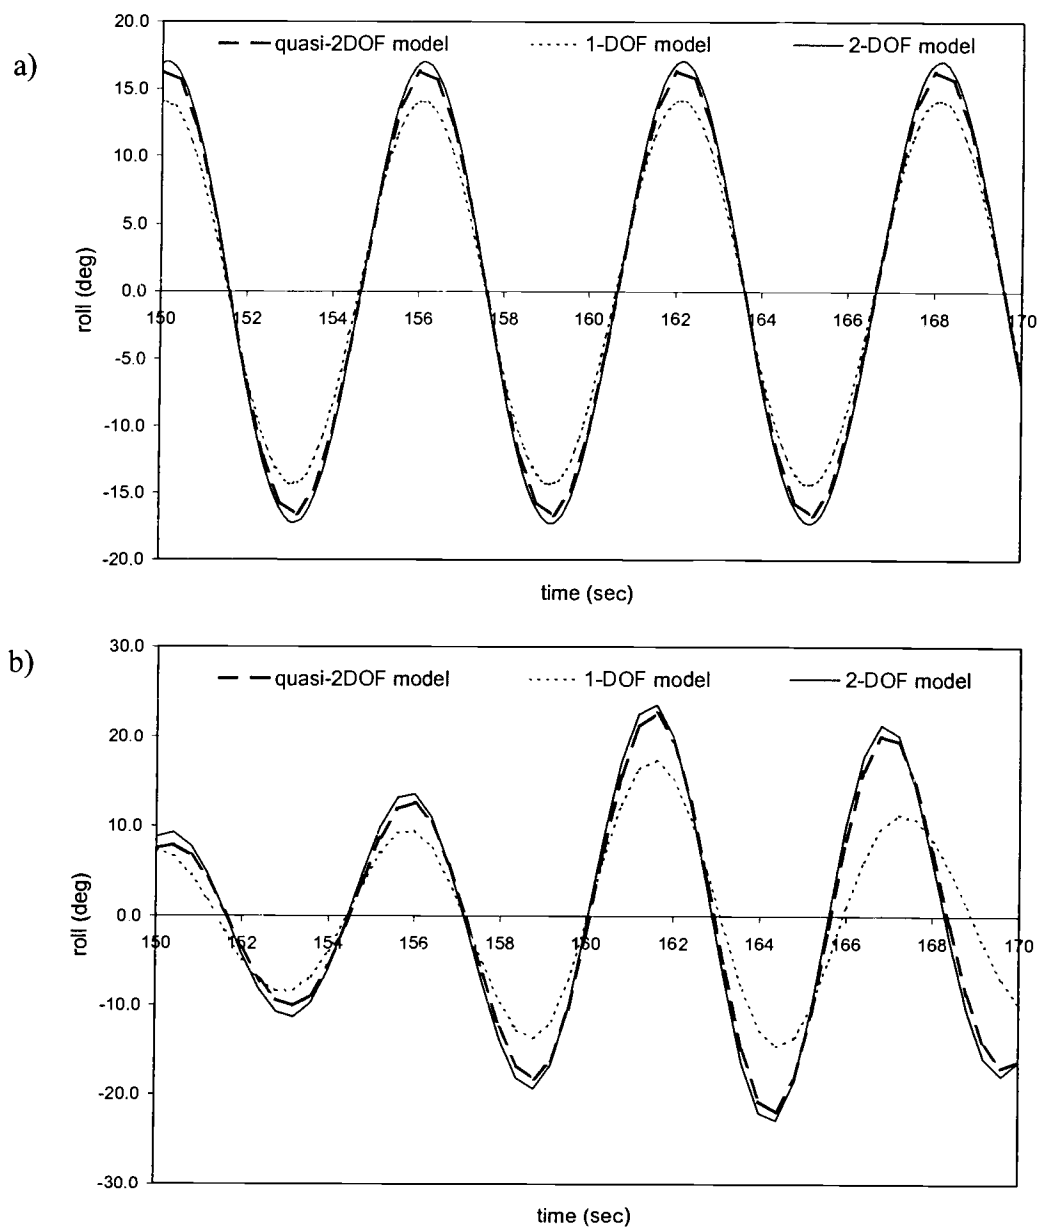 a)
20.0
quasi-2DOF model 1-DOF model 2-DOF model
15.0
10.0
5.0
0.0
150 152 154 156 158 160 162 164 166 168 170
-5.0
-10.0
-15.0
-20.0
roll (deg)
time (sec)
b)
30.0
quasi-2DOF model 1-DOF model 2-DOF model
20.0
10.0
0.0
150 152 154 156 158 150 162 164 166 168 170
-10.0
-20.0
-30.0
roll (deg)
time (sec)